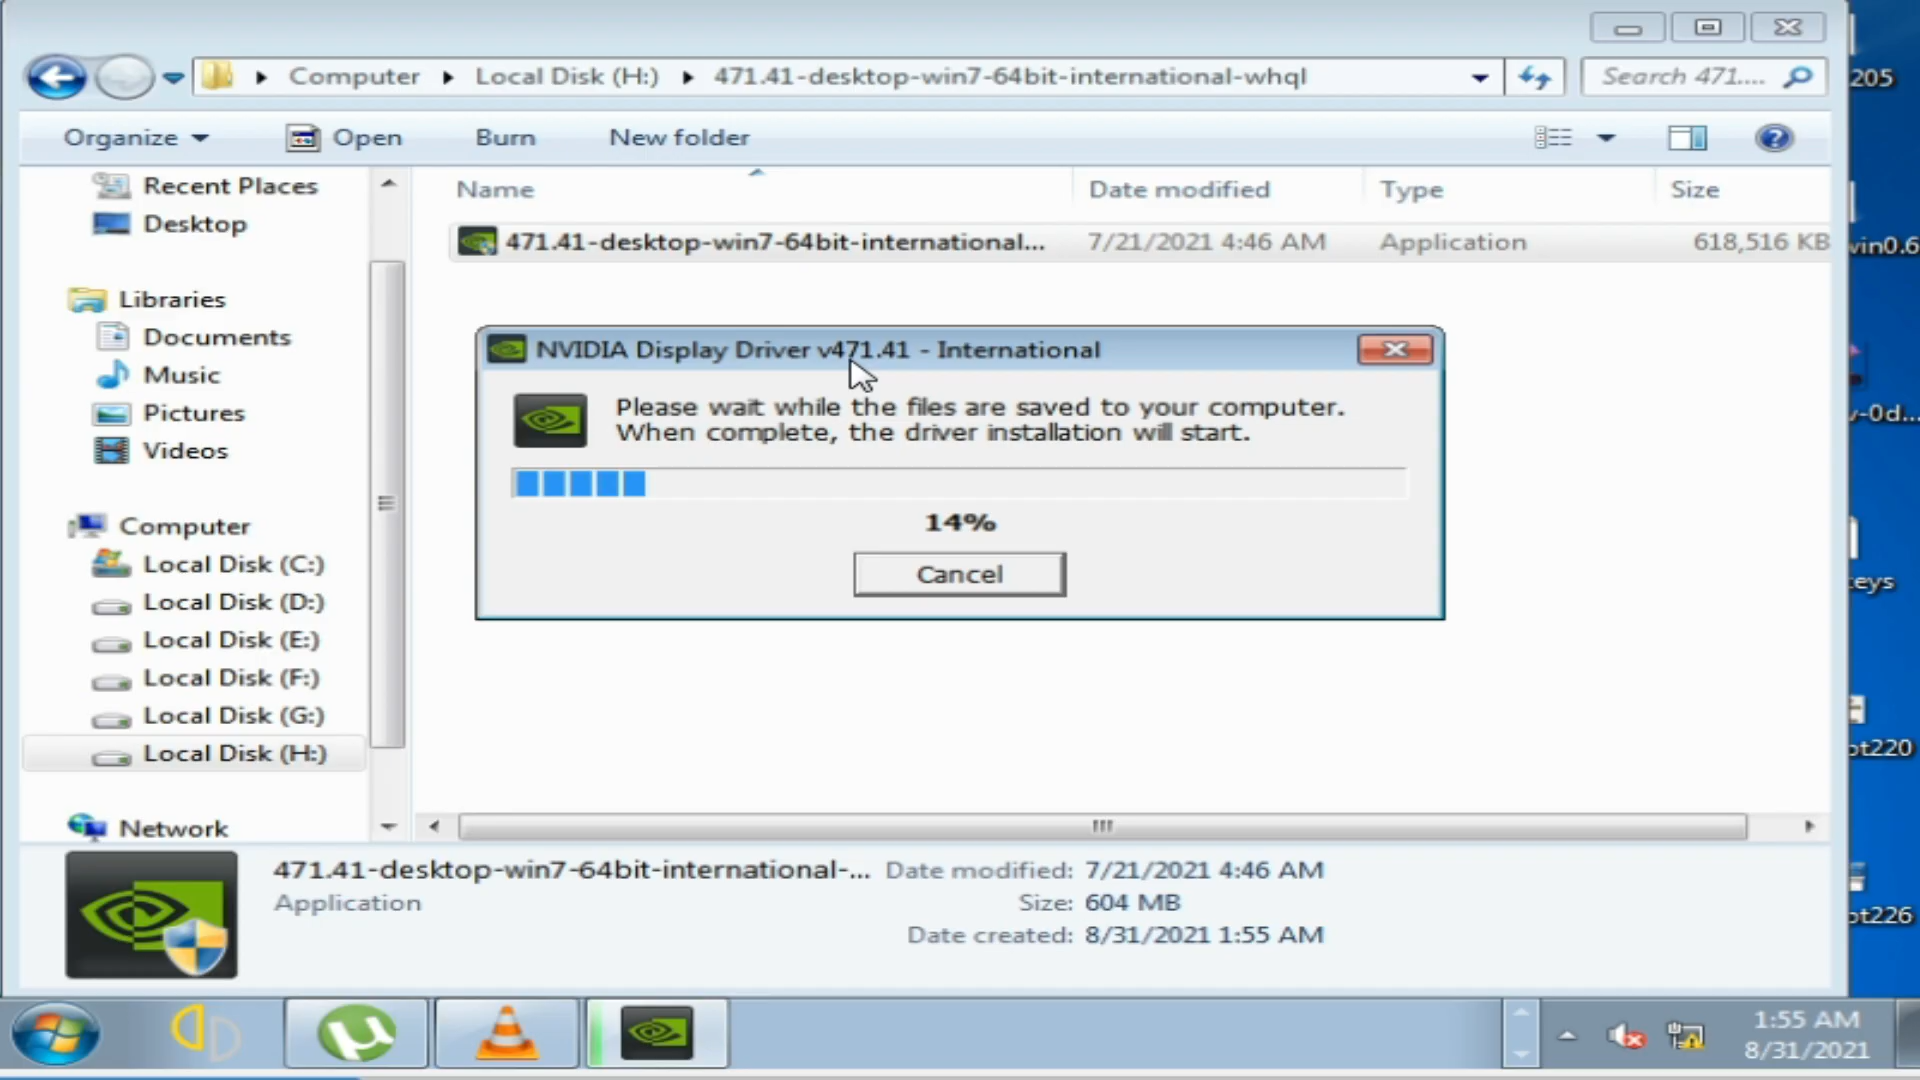 Computer Local Disk (H:) 471.41-desktop-win7-64bit-international-whql
Search 471....
Organize
Open
Burn
New folder
Recent Places
Desktop
Libraries
Documents
Music
Pictures
Videos
Computer
Local Disk (C:)
Local Disk (D:)
Local Disk (E:)
Local Disk (F:)
Local Disk (G:)
Local Disk (H:)
Network
Name Date modified Type Size
471.41-desktop-win7-64bit-international... 7/21/2021 4:46 AM Application 618,516 KB
NVIDIA Display Driver v471.41 - International
Please wait while the files are saved to your computer.
When complete, the driver installation will start.
14%
Cancel
471.41-desktop-win7-64bit-international-... Date modified: 7/21/2021 4:46 AM
Application Size: 604 MB
Date created: 8/31/2021 1:55 AM
205
win0.6
0d...
eys
ot220
ot226
1:55 AM
8/31/2021